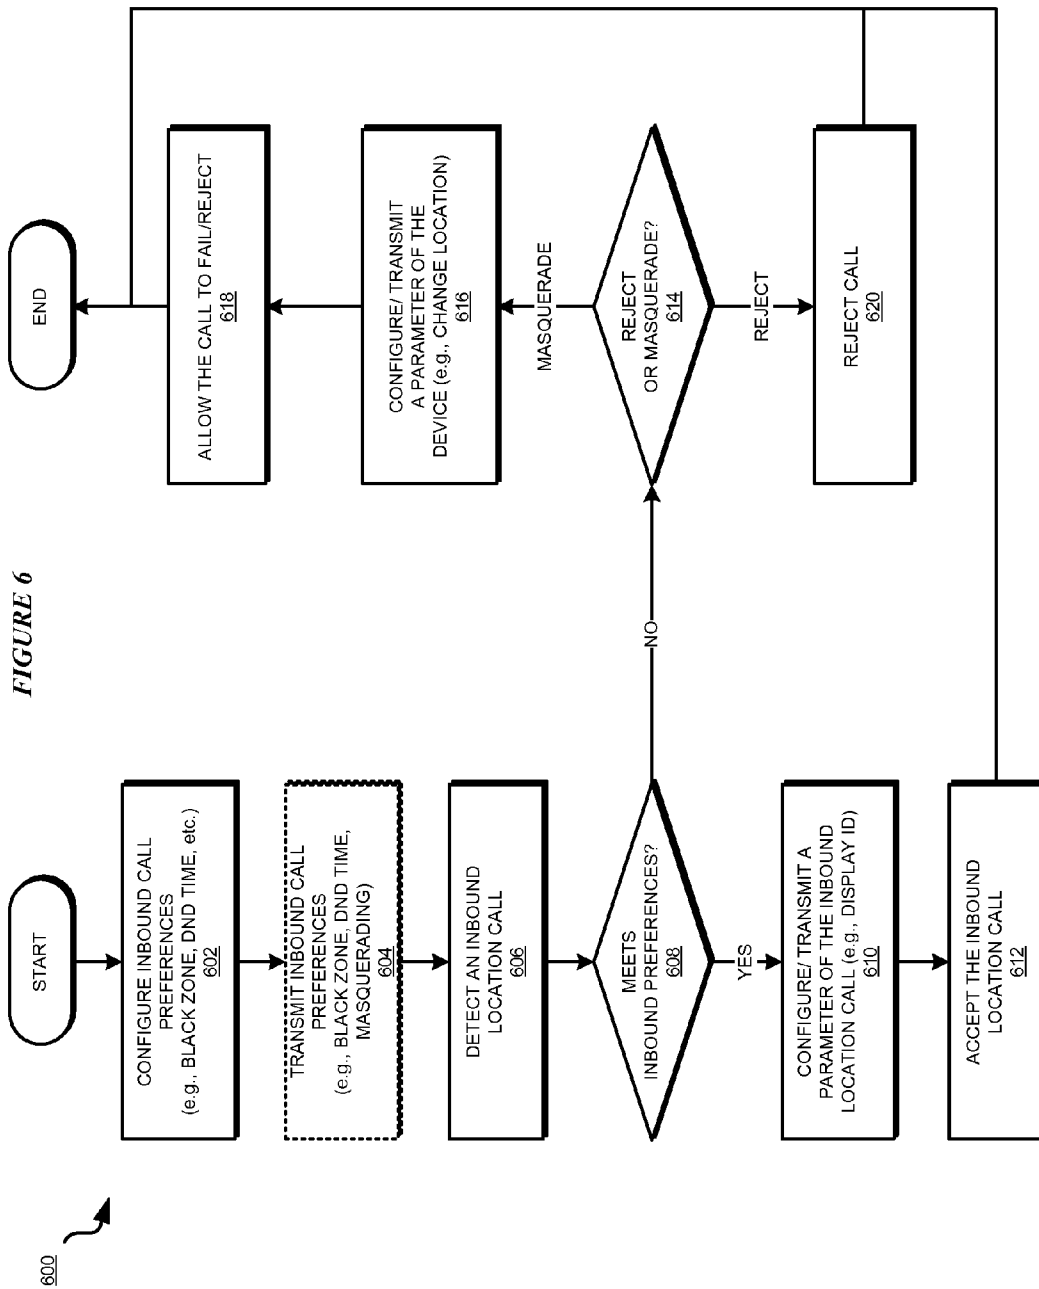 FIGURE 6
600
START
CONFIGURE INBOUND CALL
PREFERENCES
(e.g., BLACK ZONE, DND TIME, etc.)
602
TRANSMIT INBOUND CALL
PREFERENCES
(e.g., BLACK ZONE, DND TIME,
MASQUERADING)
604
DETECT AN INBOUND
LOCATION CALL
606
MEETS
INBOUND PREFERENCES?
608
YES
NO
CONFIGURE/ TRANSMIT A
PARAMETER OF THE INBOUND
LOCATION CALL (e.g., DISPLAY ID)
610
ACCEPT THE INBOUND
LOCATION CALL
612
END
ALLOW THE CALL TO FAIL/REJECT
618
CONFIGURE/ TRANSMIT
A PARAMETER OF THE
DEVICE (e.g., CHANGE LOCATION)
616
MASQUERADE
REJECT
OR MASQUERADE?
614
REJECT
REJECT CALL
620